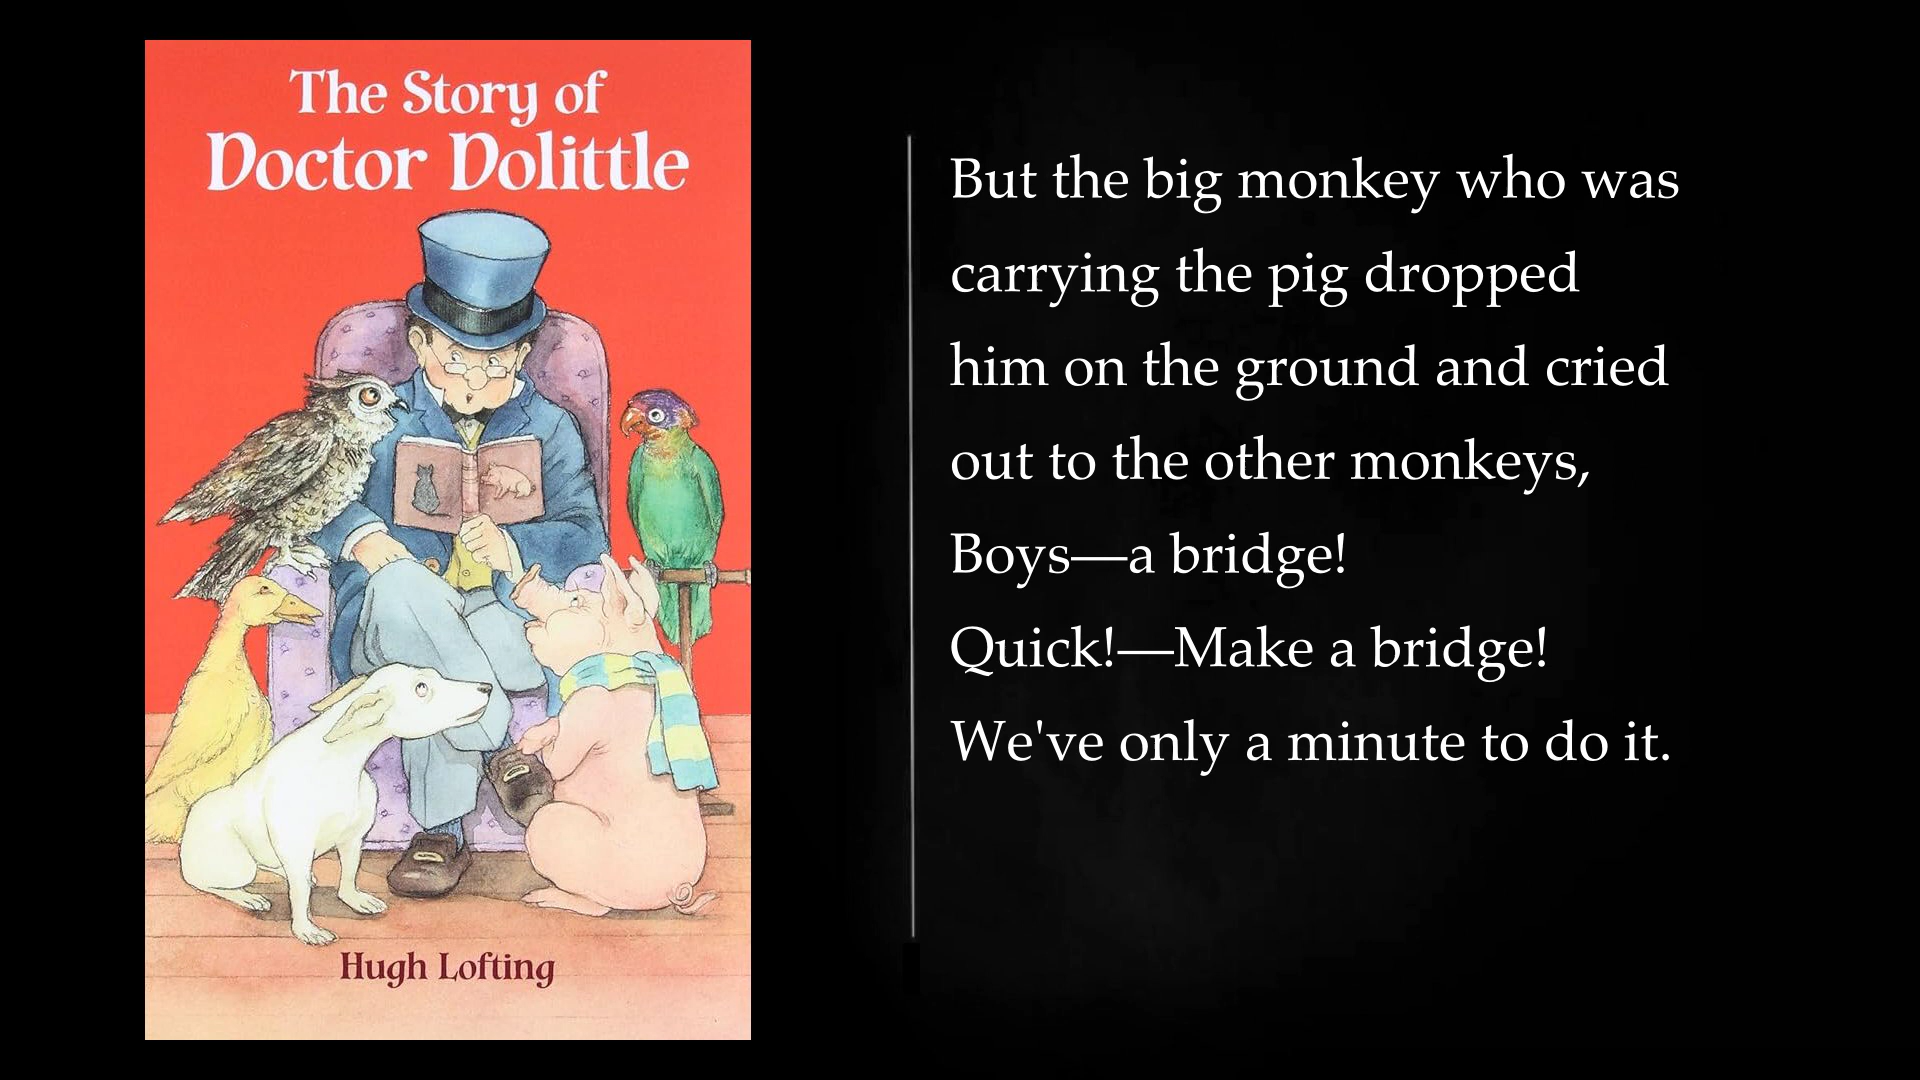 The Story of
Doctor Dolittle
Hugh Lofting
But the big monkey who was
carrying the pig dropped
him on the ground and cried
out to the other monkeys,
Boys—a bridge!
Quick!—Make a bridge!
We've only a minute to do it.